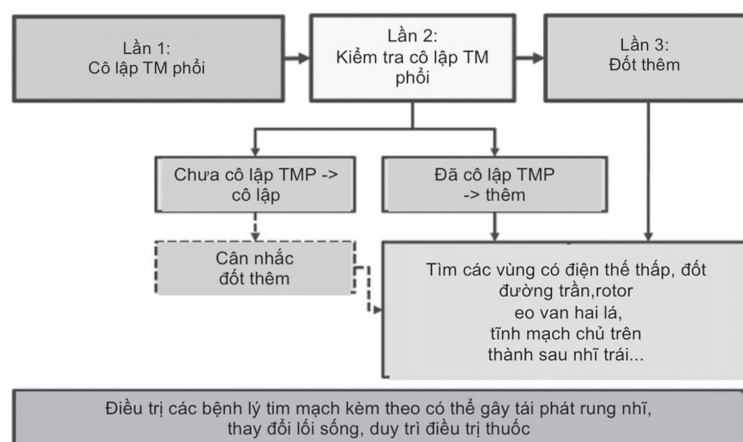 Lần 1:
Cô lập TM phổi
Lần 2:
Kiểm tra cô lập TM
phổi
Lần 3:
Đốt thêm
Chưa cô lập TMP ->
cô lập
Đã cô lập TMP
-> thêm
Cân nhắc
đốt thêm
Tìm các vùng có điện thế thấp, đốt
đường trần,rotor
eo van hai lá,
tĩnh mạch chủ trên
thành sau nhĩ trái...
Điều trị các bệnh lý tim mạch kèm theo có thể gây tái phát rung nhĩ,
thay đổi lối sống, duy trì điều trị thuốc